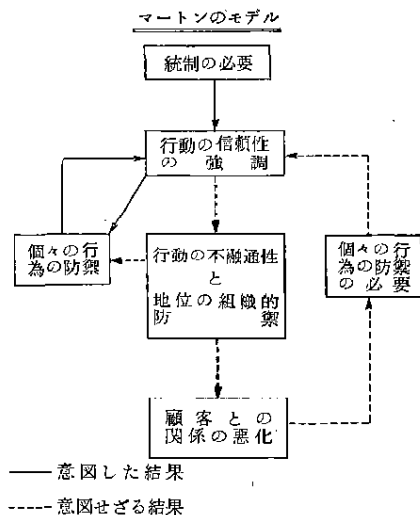 マートンのモデル
統制の必要
行動の信頼性
の強調
個々の行
為の防禦
行動の不融通性
と
地位の組織的
防禦
個々の行
為の防禦
の必要
顧客との
関係の悪化
意図した結果
意図せざる結果